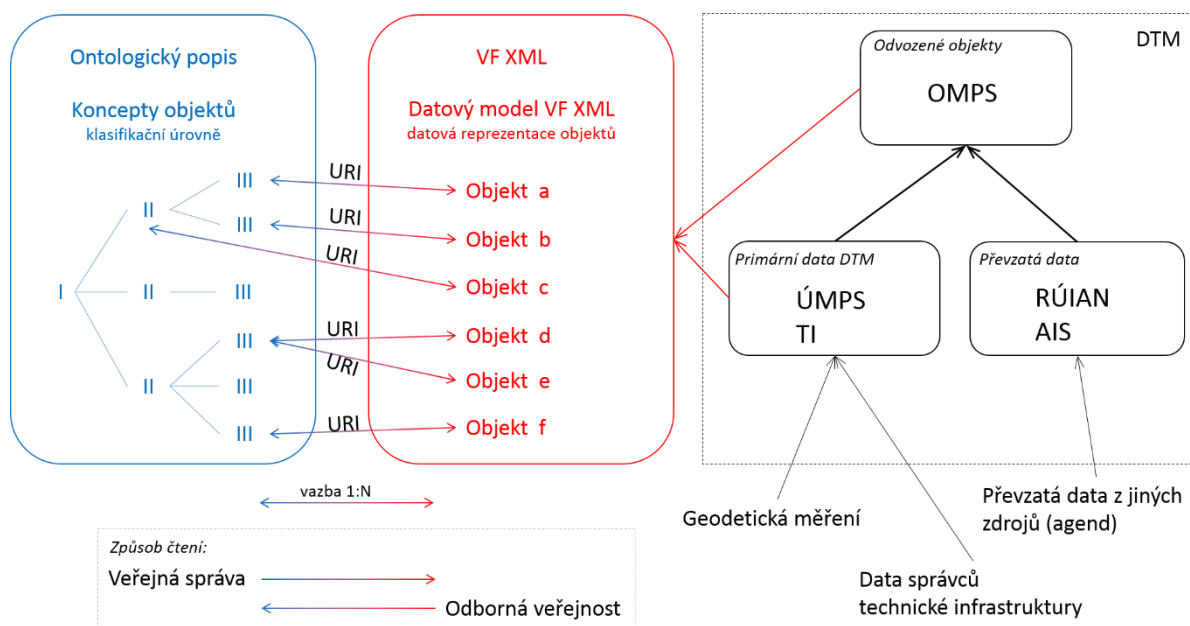 Ontologický popis
Koncepty objektů
klasifikační úrovně
I
II
II
II
III
III
III
III
III
III
URI
URI
URI
URI
URI
URI
VF XML
Datový model VF XML
datová reprezentace objektů
Objekt a
Objekt b
Objekt c
Objekt d
Objekt e
Objekt f
vazba 1:N
Způsob čtení:
Veřejná správa
Odborná veřejnost
DTM
Odvozené objekty
OMPS
Primární data DTM
ÚMPS
TI
Převzatá data
RÚIAN
AIS
Geodetická měření
Převzatá data z jiných
zdrojů (agend)
Data správců
technické infrastruktury